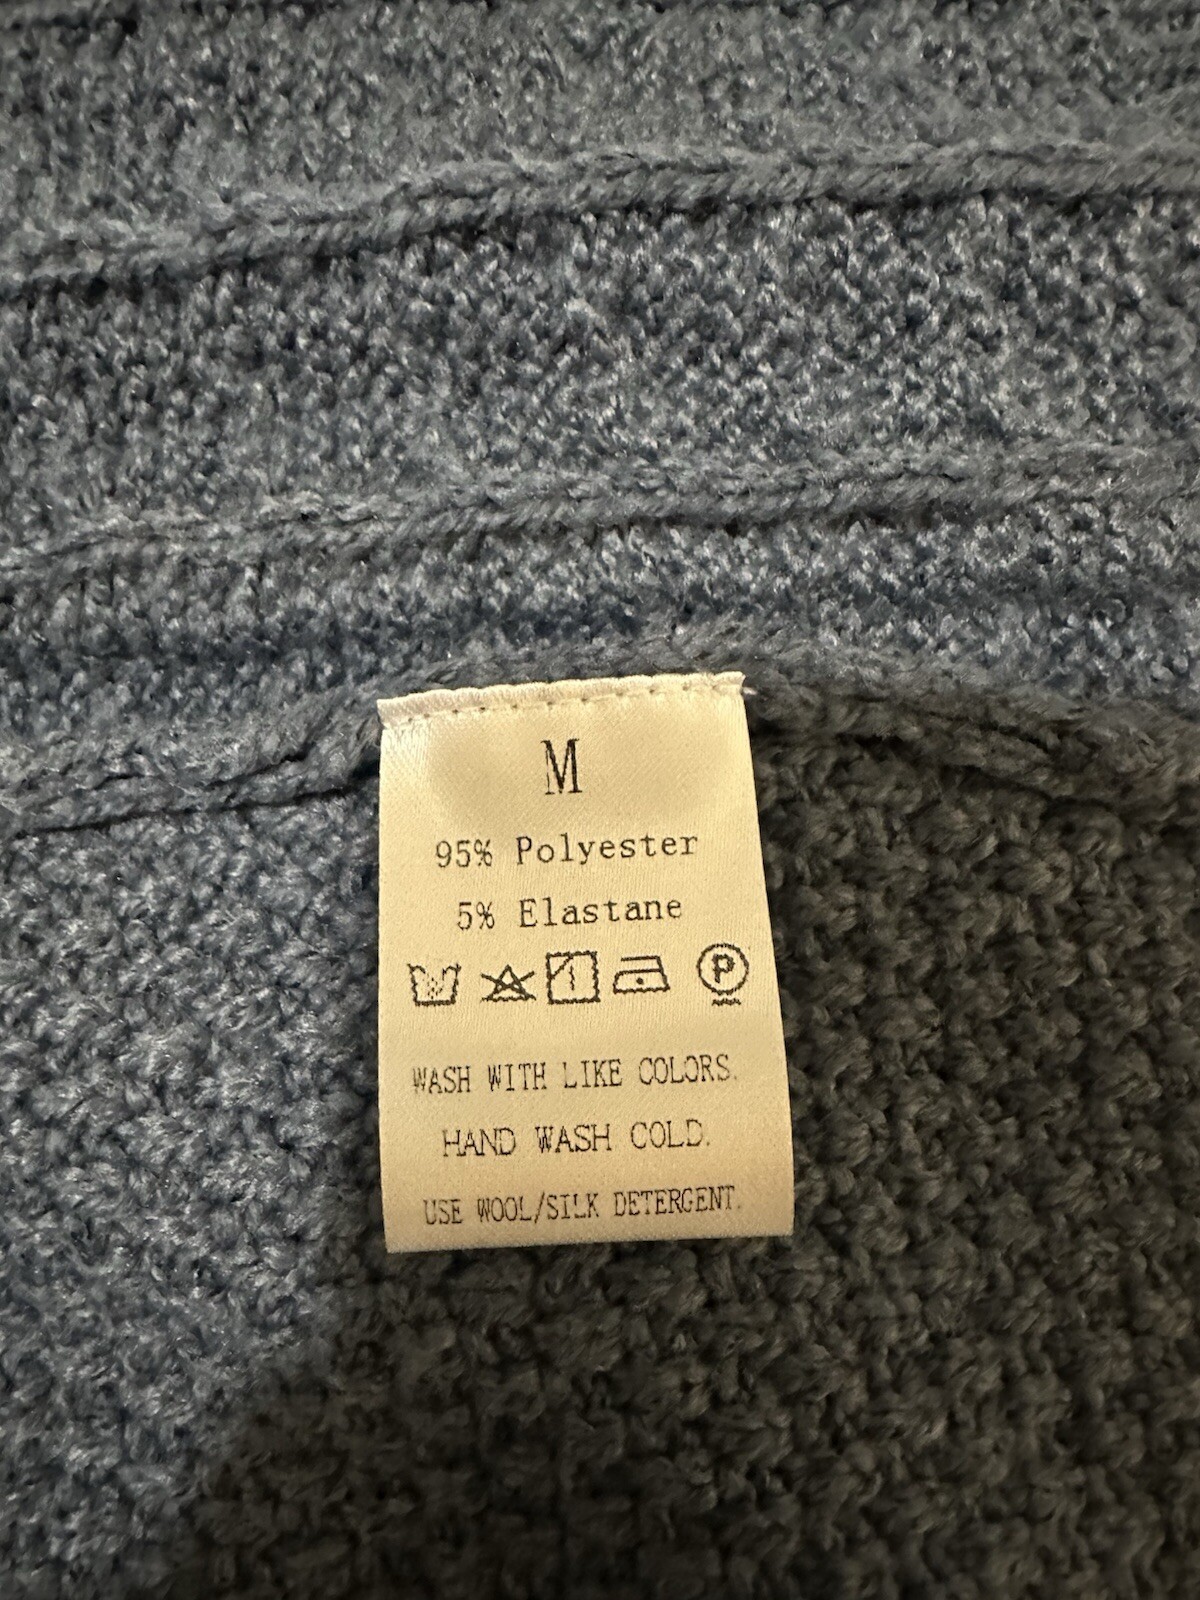 M
95% Polyester
5% Elastane
P
WASH WITH LIKE COLORS.
HAND WASH COLD.
USE WOOL/SILK DETERGENT.